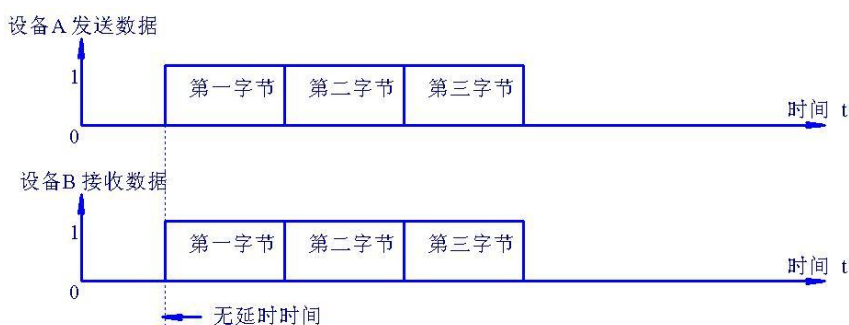 设备A 发送数据
1
第一字节 第二字节 第三字节
时间 t
0
设备B 接收数据
1
第一字节 第二字节 第三字节
时间 t
0
无延时时间